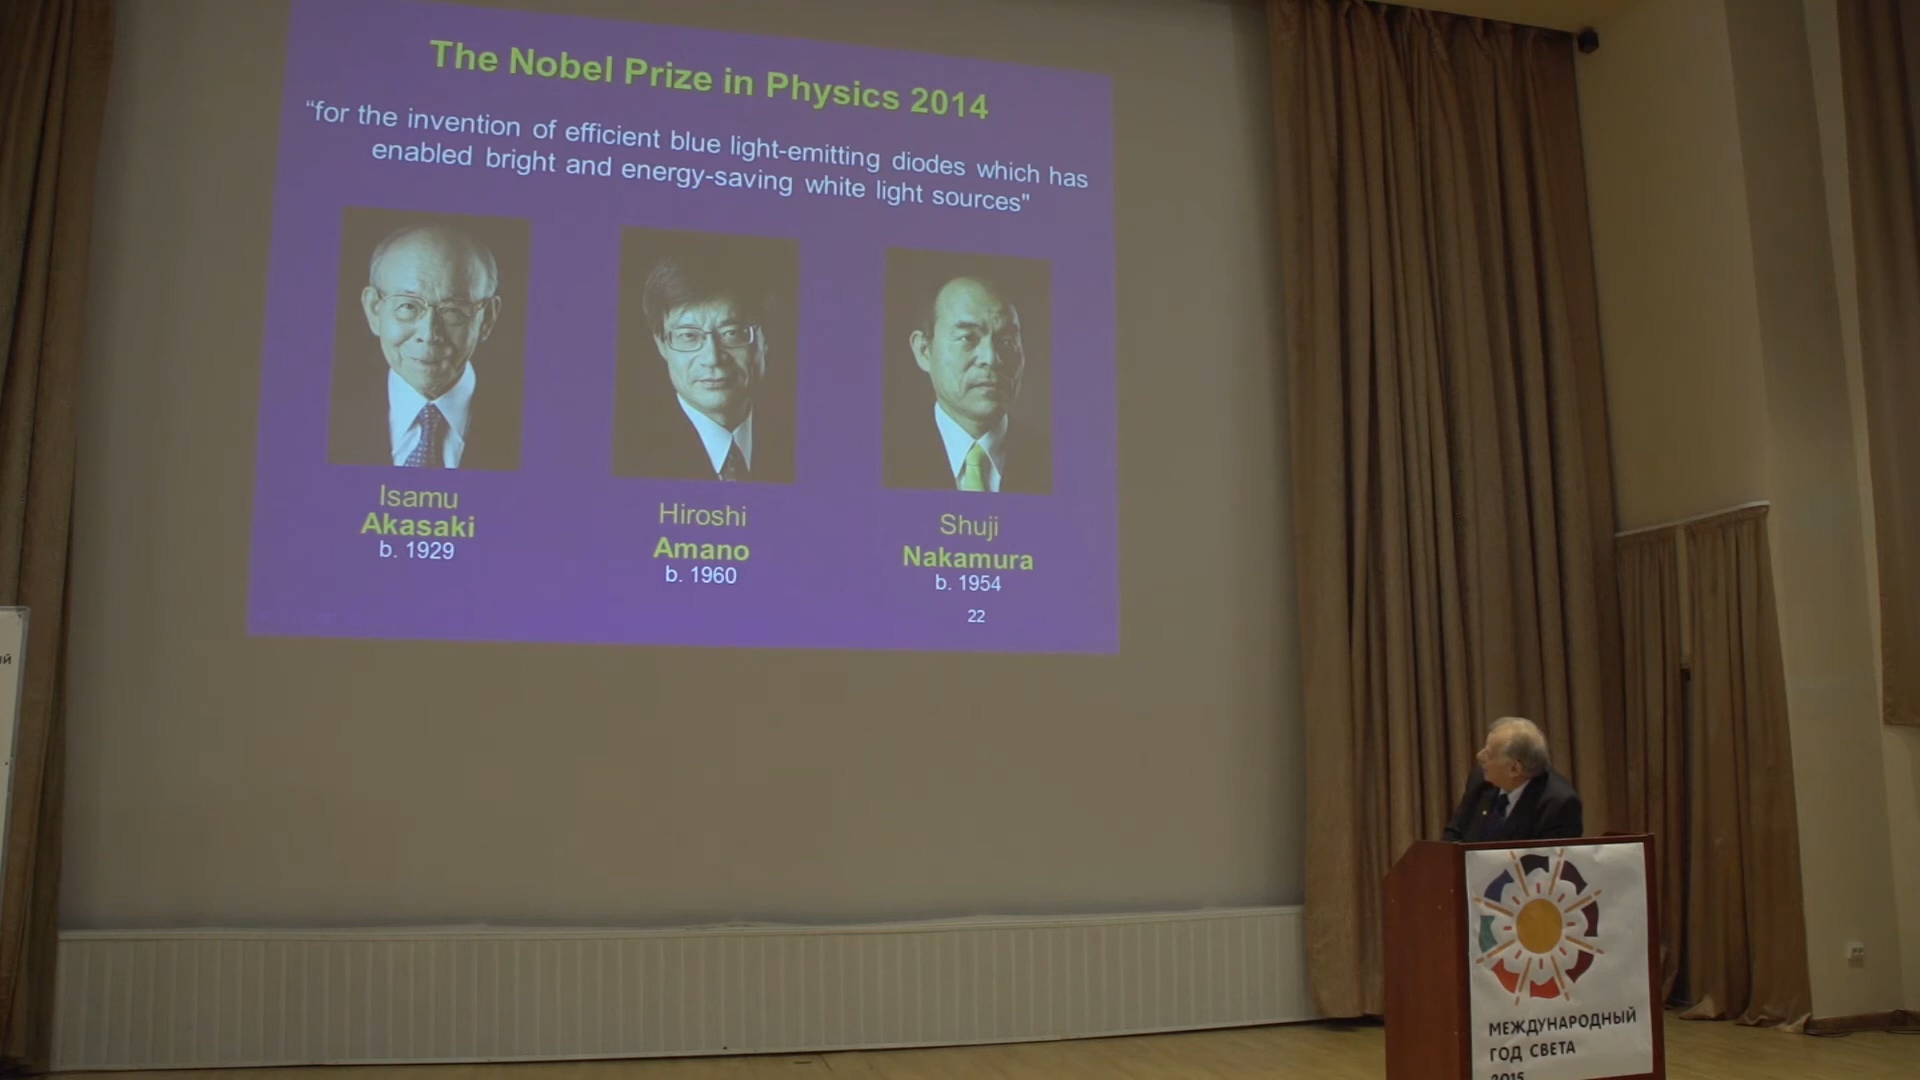 The Nobel Prize in Physics 2014
“for the invention of efficient blue light-emitting diodes which has
enabled bright and energy-saving white light sources"
Isamu
Akasaki
b. 1929
Hiroshi
Amano
b. 1960
Shuji
Nakamura
b. 1954
22
МЕЖДУНАРОДНЫЙ
ГОД СВЕТА
2015